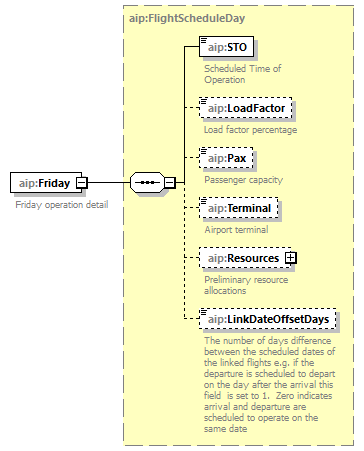 aip:FlightScheduleDay
aip:STO
Scheduled Time of
Operation
aip:LoadFactor
Load factor percentage
aip:Pax
Passenger capacity
aip:Friday
Friday operation detail
aip:Terminal
Airport terminal
aip:Resources
Preliminary resource
allocations
aip:LinkDateOffsetDays
The number of days difference
between the scheduled dates of
the linked flights e.g. if the
departure is scheduled to depart
on the day after the arrival this
field  is set to 1.  Zero indicates
arrival and departure are
scheduled to operate on the
same date